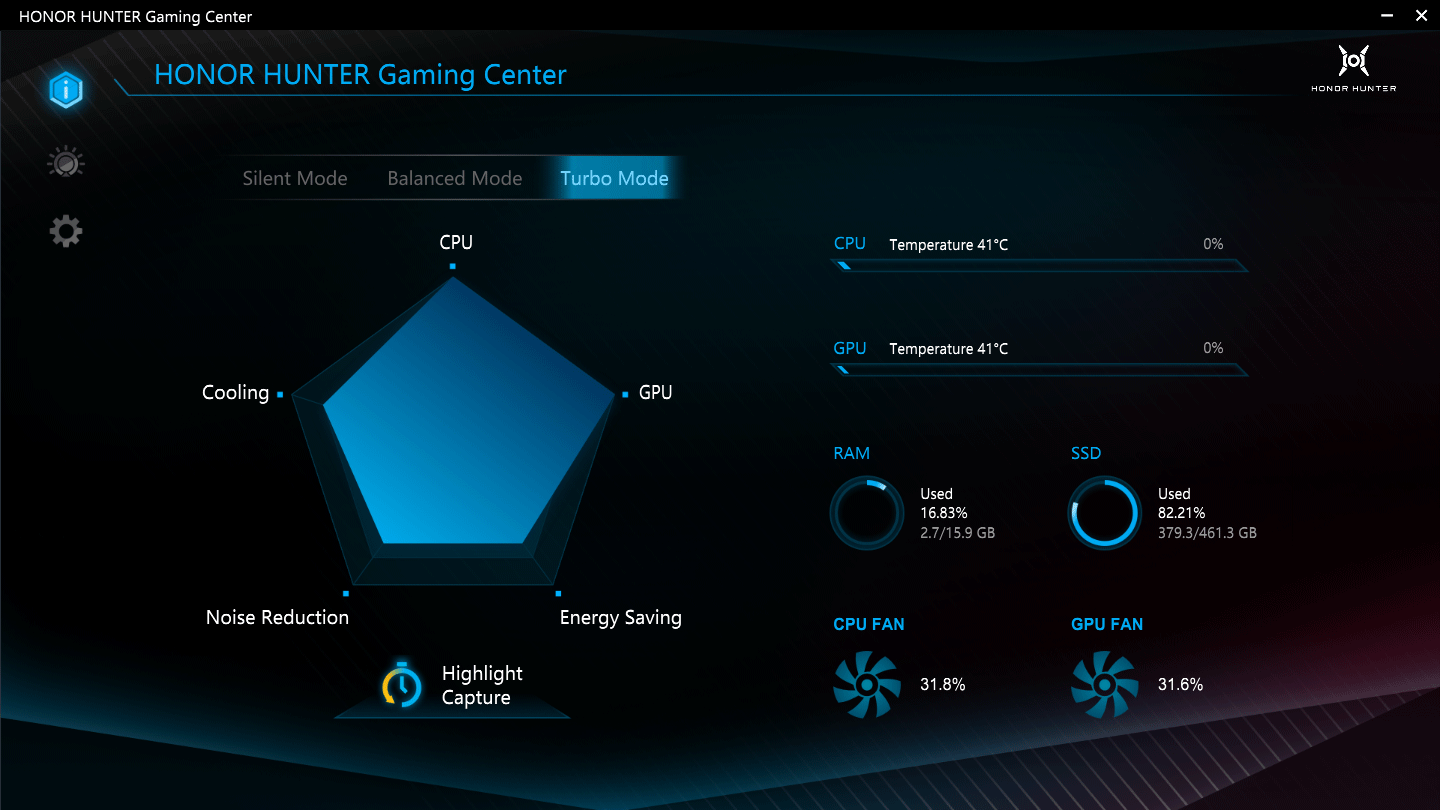 HONOR HUNTER Gaming Center
HONOR HUNTER Gaming Center
HONOR HUNTER
Silent Mode Balanced Mode Turbo Mode
CPU
Cooling
GPU
Noise Reduction
Energy Saving
Highlight
Capture
CPU Temperature 41°C 0%
GPU Temperature 41°C 0%
RAM
Used
16.83%
2.7/15.9 GB
SSD
Used
82.21%
379.3/461.3 GB
CPU FAN
31.8%
GPU FAN
31.6%